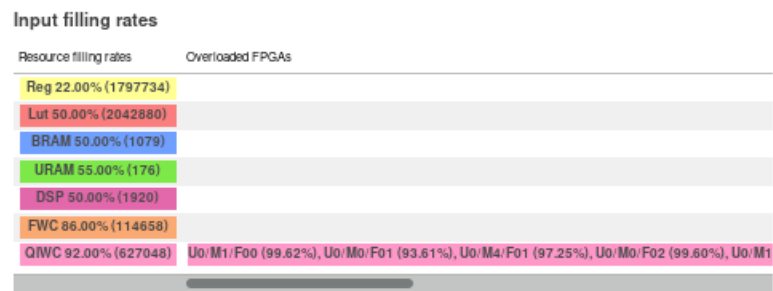 Input filling rates
Resource filling rates Overloaded FPGAs
Reg 22.00% (1797734)
Lut 50.00% (2042880)
BRAM 50.00% (1079)
URAM 55.00% (176)
DSP 50.00% (1920)
FWC 86.00% (114658)
QIWC 92.00% (627048) U0/M1/F00 (99.62%), U0/M0/F01 (93.61%), U0/M4/F01 (97.25%), U0/M0/F02 (99.60%), U0/M1